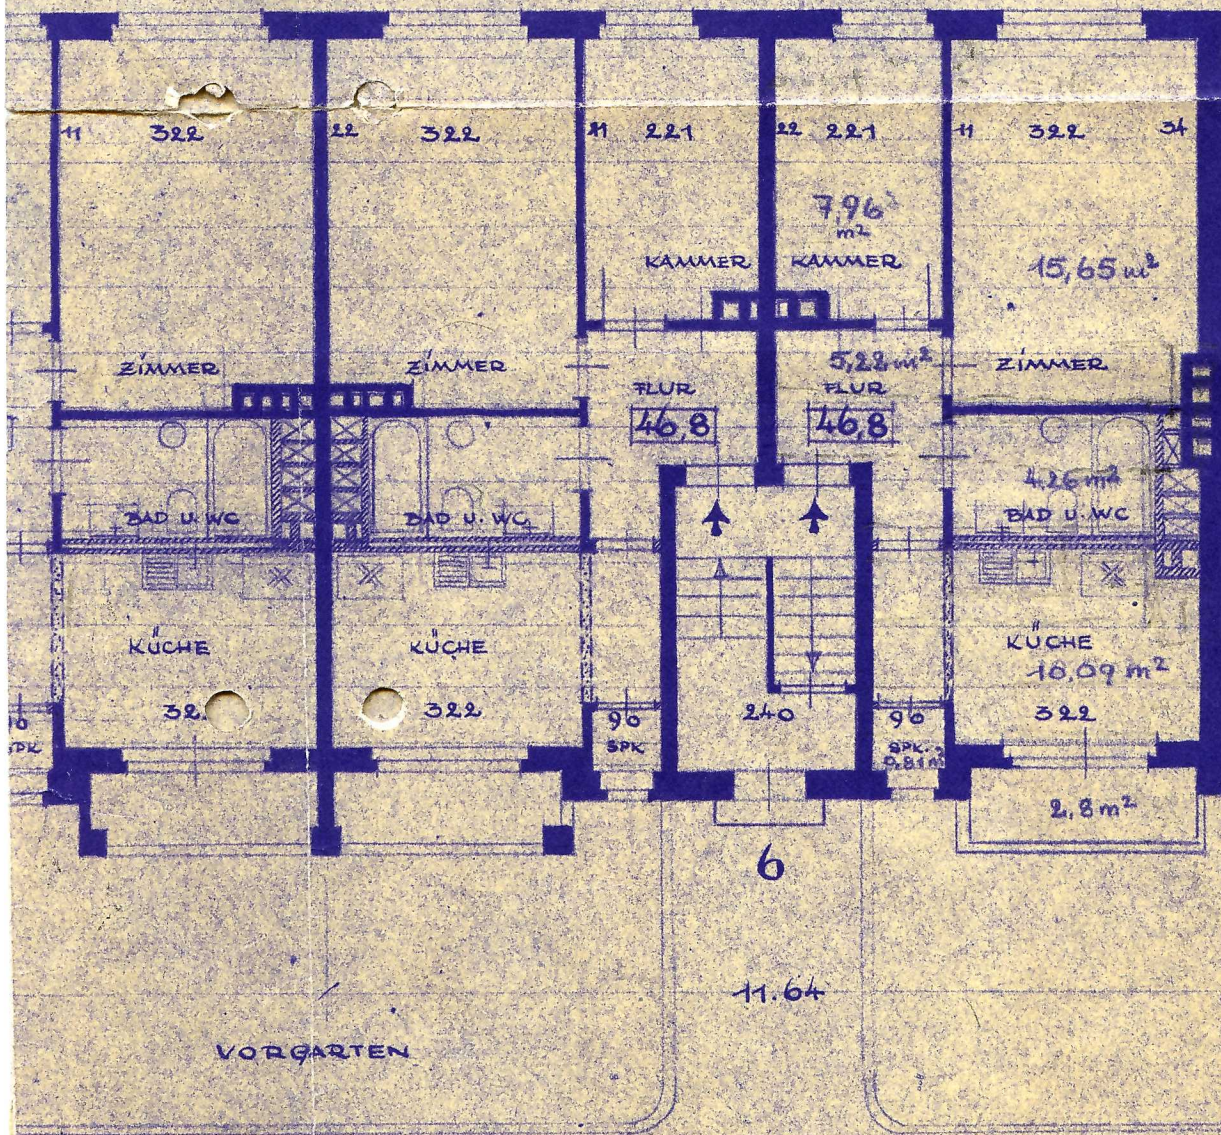 11 322 22 322 11 221 22 221 11 322 34
7,96
m²
KAMMER KAMMER
15,65 m²
5,22 m²
ZIMMER ZIMMER FLUR FLUR ZIMMER
46,8 46,8
4.26 m²
BAD U. WC BAD U. WC BAD U. WC
KÜCHE KÜCHE KÜCHE
10,09 m²
32 322 96 240 96 322
SPK SPK.
0,81 m²
2,8 m²
6
11.64
VORGARTEN